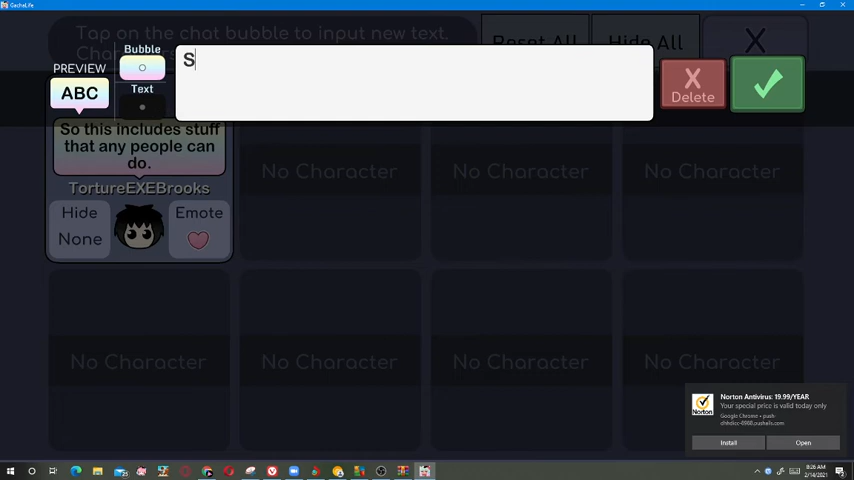 GachaLife
Tap on the chat bubble to input new text.
Reset All
Hide All
X
PREVIEW
ABC
Bubble
Text
S
X
Delete
So this includes stuff
that any people can
do.
TortureEXEBrooks
Hide
None
Emote
No Character
No Character
No Character
No Character
No Character
No Character
No Character
Norton Antivirus: 19.99/YEAR
Your special price is valid today only
Google Chrome •
Norton
Install
Open
8:26 AM
2/14/2021